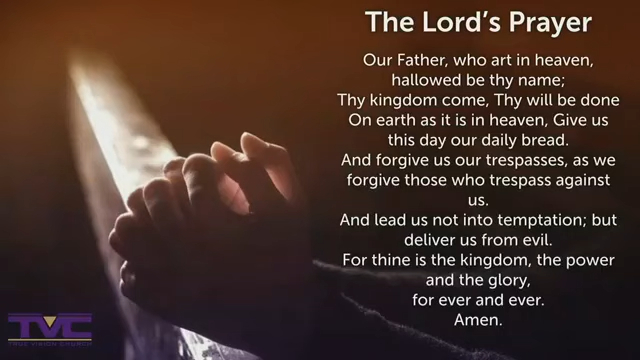 The Lord's Prayer
Our Father, who art in heaven,
hallowed be thy name;
Thy kingdom come, Thy will be done
On earth as it is in heaven, Give us
this day our daily bread.
And forgive us our trespasses, as we
forgive those who trespass against
us.
And lead us not into temptation; but
deliver us from evil.
For thine is the kingdom, the power
and the glory,
for ever and ever.
Amen.
TVC
TRUE VISION CHURCH